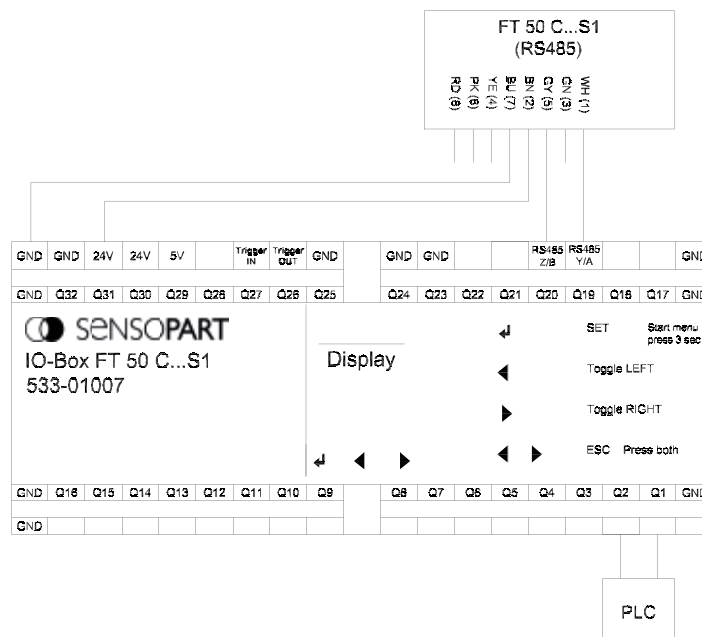 FT 50 C...S1
(RS485)
RD (8)
PK (6)
YE (4)
BU (7)
BN (2)
GY (5)
GN (3)
WH (1)
GND GND 24V 24V 5V Trigger IN Trigger OUT GND GND GND RS485 Z/B RS485 Y/A GND
GND Q32 Q31 Q30 Q29 Q28 Q27 Q26 Q25 Q24 Q23 Q22 Q21 Q20 Q19 Q18 Q17 GND
SENSOPART
IO-Box FT 50 C...S1
533-01007
Display
SET Start menu
press 3 sec
Toggle LEFT
Toggle RIGHT
ESC Press both
GND Q16 Q15 Q14 Q13 Q12 Q11 Q10 Q9 Q8 Q7 Q6 Q5 Q4 Q3 Q2 Q1 GND
GND
PLC